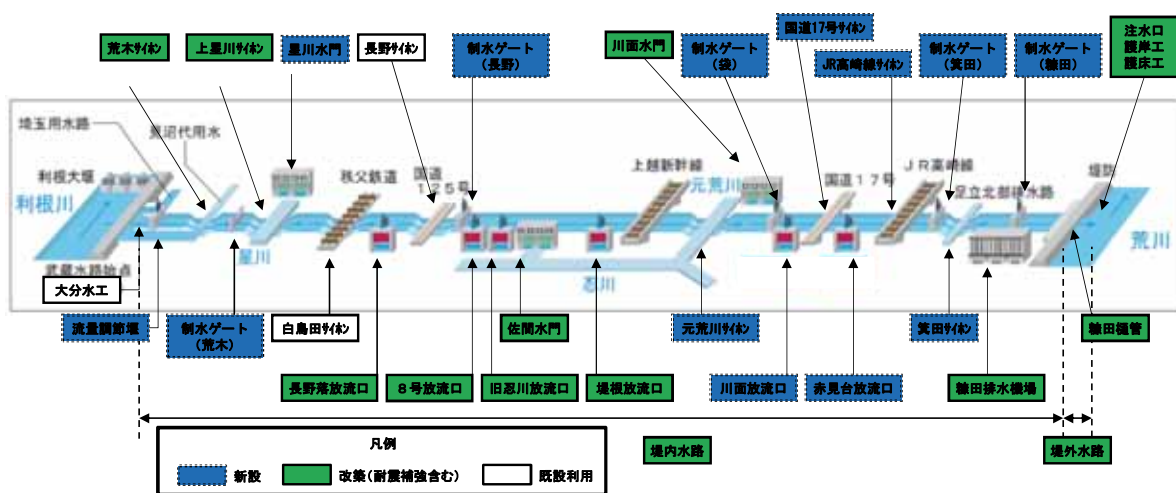 荒木サイホン
上星川サイホン
星川水門
長野サイホン
制水ゲート
(長野)
川面水門
制水ゲート
(袋)
国道17号サイホン
JR高崎線サイホン
制水ゲート
(箕田)
制水ゲート
(糠田)
注水口
護岸工
護床工
埼玉用水路
見沼代用水
利根大堰
利根川
武蔵水路始点
星川
秩父鉄道
国道
125号
上越新幹線
元荒川
忍川
国道17号
JR高崎線
足立北部排水路
堤防
荒川
大分水工
流量調節堰
制水ゲート
(荒木)
白鳥田サイホン
佐間水門
元荒川サイホン
箕田サイホン
糠田樋管
長野落放流口
8号放流口
旧忍川放流口
堤根放流口
川面放流口
赤見台放流口
糠田排水機場
堤内水路
堤外水路
凡例
新設
改築(耐震補強含む)
既設利用